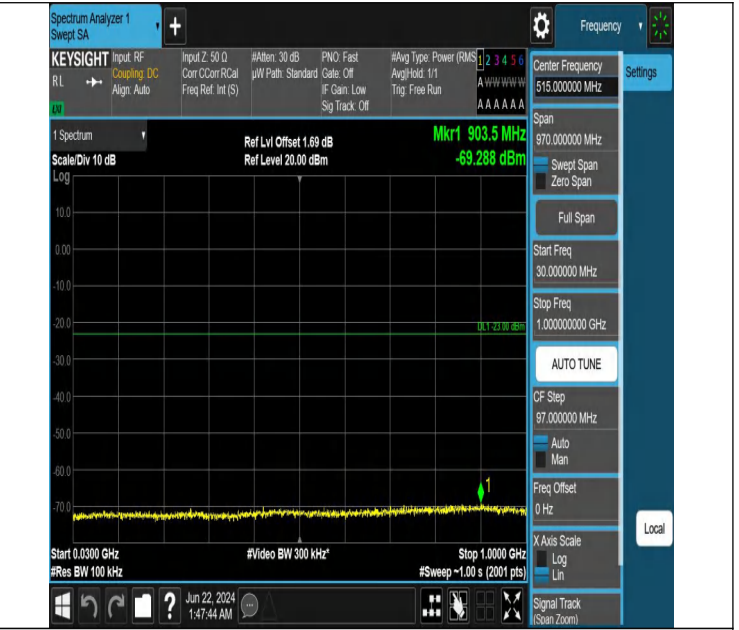 Spectrum Analyzer 1
Swept SA
+
Frequency
KEYSIGHT
RL
Input: RF
Coupling: DC
Align: Auto
Input Z: 50 Ω
Corr CCorr RCal
Freq Ref: Int (S)
#Atten: 30 dB
µW Path: Standard
PNO: Fast
Gate: Off
IF Gain: Low
Sig Track: Off
#Avg Type: Power (RMS
Avg|Hold: 1/1
Trig: Free Run
1 2 3 4 5 6
A W W W W W
A A A A A A
1 Spectrum
Scale/Div 10 dB
Ref Lvl Offset 1.69 dB
Ref Level 20.00 dBm
Mkr1 903.5 MHz
-69.288 dBm
Log
10.0
0.00
-10.0
-20.0
DL1 -23.00 dBm
-30.0
-40.0
-50.0
-60.0
1
-70.0
Start 0.0300 GHz
#Video BW 300 kHz*
Stop 1.0000 GHz
#Res BW 100 kHz
#Sweep ~1.00 s (2001 pts)
?
Jun 22, 2024
1:47:44 AM
Center Frequency
515.000000 MHz
Settings
Span
970.000000 MHz
Swept Span
Zero Span
Full Span
Start Freq
30.000000 MHz
Stop Freq
1.000000000 GHz
AUTO TUNE
CF Step
97.000000 MHz
Auto
Man
Freq Offset
0 Hz
X Axis Scale
Log
Lin
Local
Signal Track
(Span Zoom)